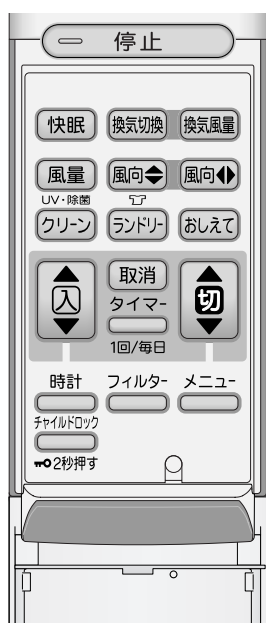 停止
快眠 換気切換 換気風量
風量 風向 風向
UV・除菌
クリーン ランドリー おしえて
入 取消 切
タイマー
1回/毎日
時計 フィルター メニュー
チャイルドロック
2秒押す